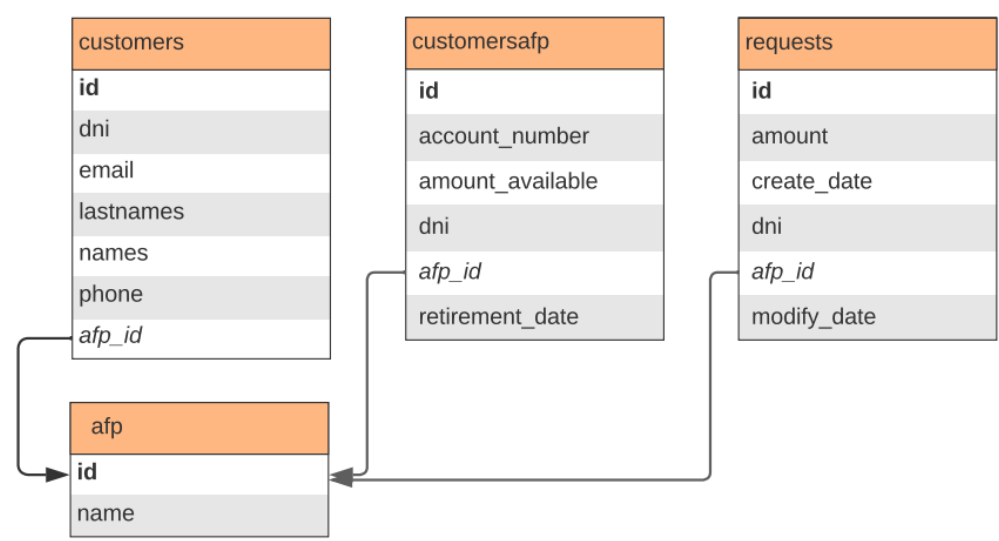 customers
id
dni
email
lastnames
names
phone
afp_id
customersafp
id
account_number
amount_available
dni
afp_id
retirement_date
requests
id
amount
create_date
dni
afp_id
modify_date
afp
id
name